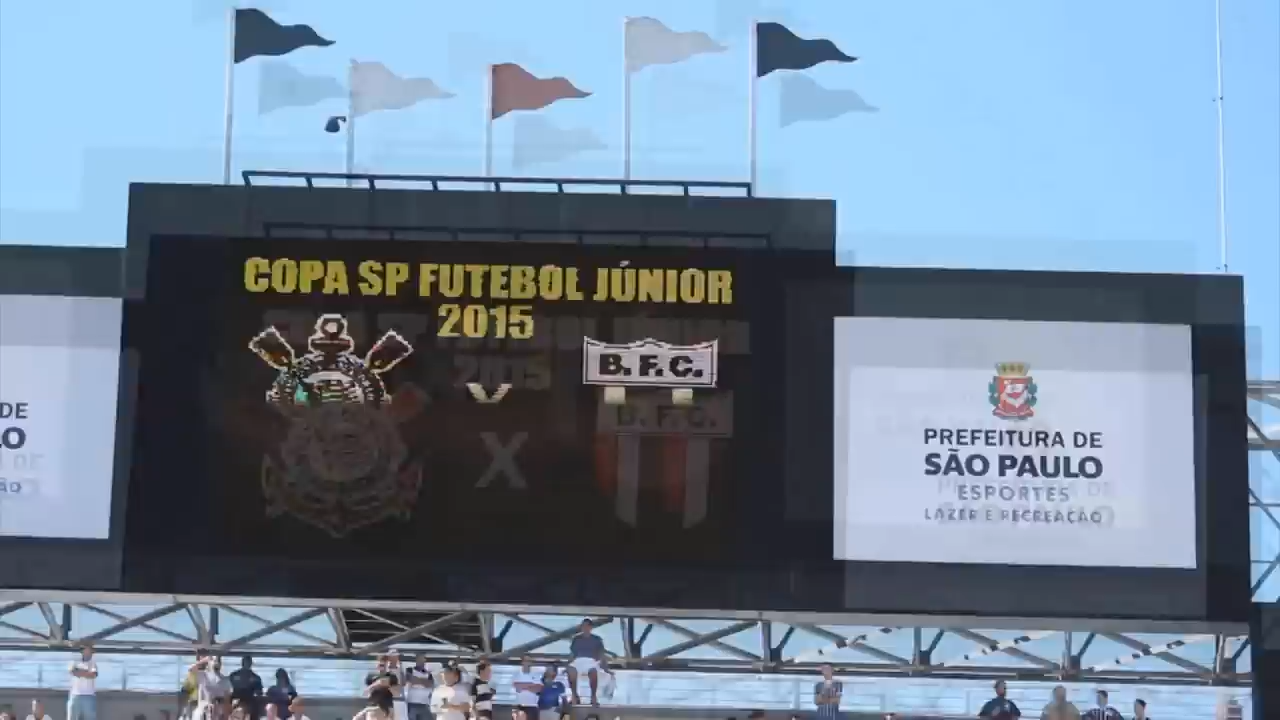 COPA SP FUTEBOL JÚNIOR
2015
B.F.C.
X
DE
LO
PREFEITURA DE
SÃO PAULO
ESPORTES
LAZER E RECREAÇÃO